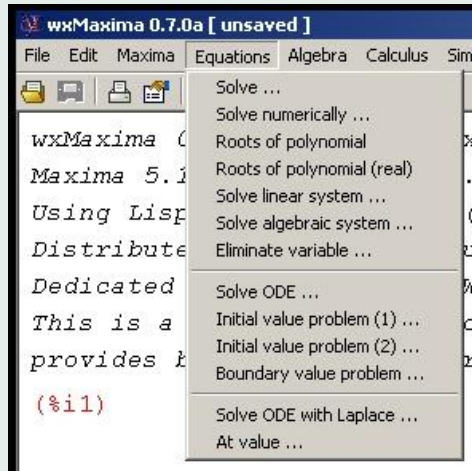 wxMaxima 0.7.0a [ unsaved ]
File Edit Maxima Equations Algebra Calculus
Solve ...
Solve numerically ...
Roots of polynomial
Roots of polynomial (real)
Solve linear system ...
Solve algebraic system ...
Eliminate variable ...
Solve ODE ...
Initial value problem (1) ...
Initial value problem (2) ...
Boundary value problem ...
Solve ODE with Laplace ...
At value ...
wxMaxima
Maxima 5.1
Using Lisp
Distribute
Dedicated
This is a
provides
(%i1)